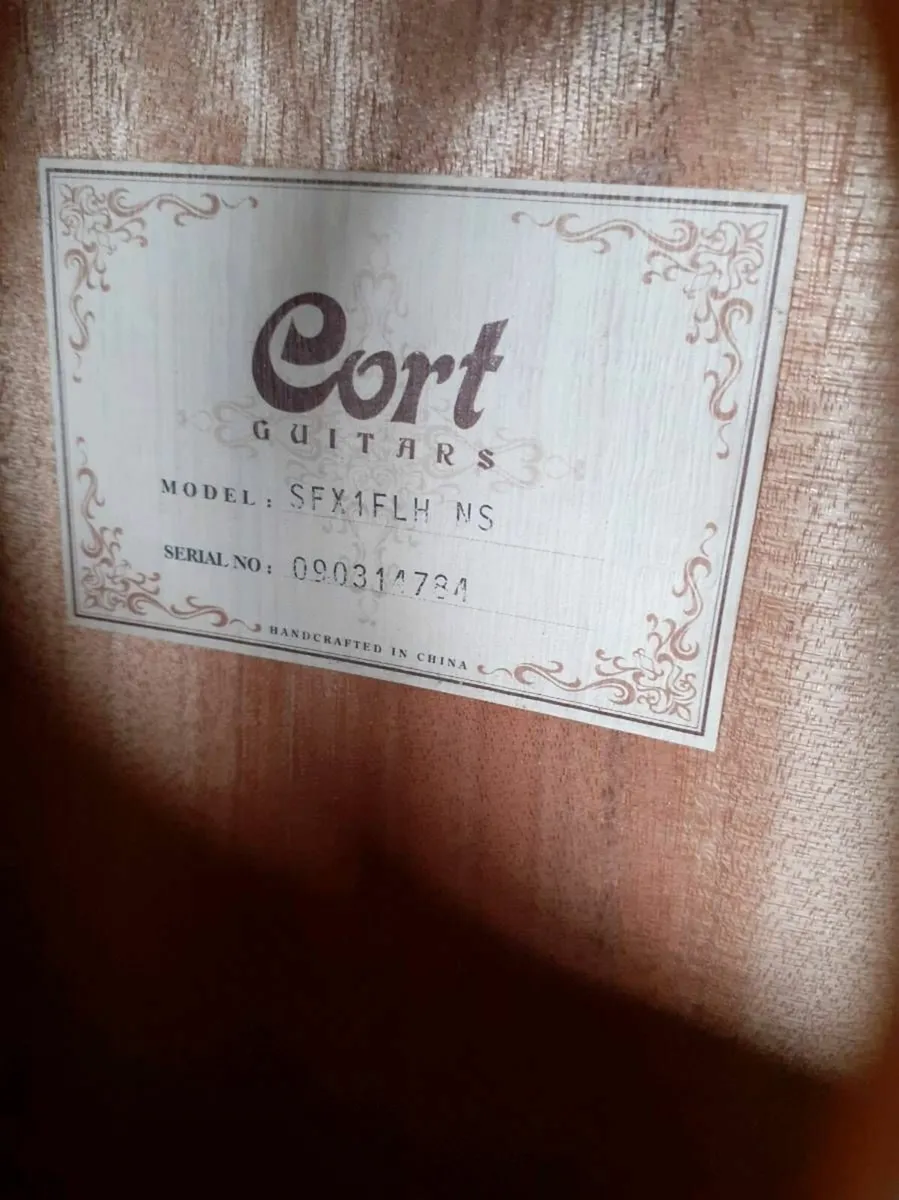 Cort
GUITARS
MODEL: SFX1FLH NS
SERIAL NO: 090314784
HANDCRAFTED IN CHINA